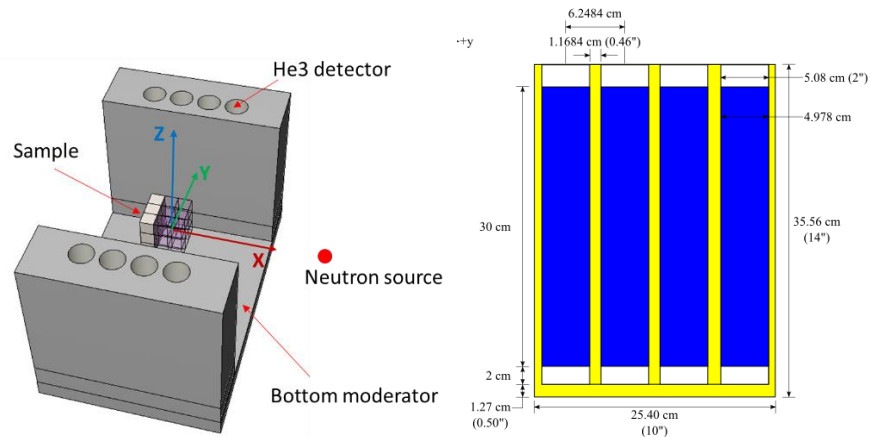 He3 detector
Z
Y
Sample
X
Neutron source
Bottom moderator
6.2484 cm
+y
1.1684 cm (0.46")
5.08 cm (2")
4.978 cm
30 cm
35.56 cm
(14")
2 cm
1.27 cm
(0.50")
25.40 cm
(10")